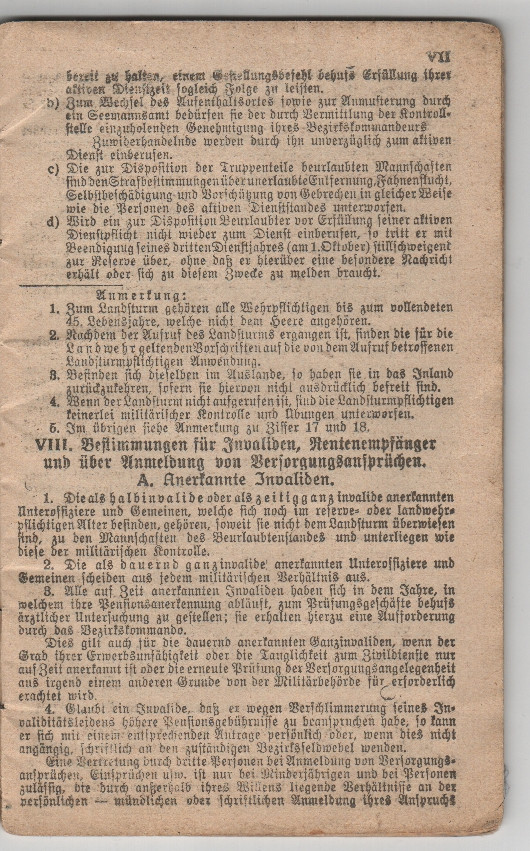 VII
bereit zu halten, einem Gestellungsbefehl behufs Erfüllung ihrer
aktiven Dienstzeit sogleich Folge zu leisten.
b) Zum Wechsel des Aufenthaltsortes sowie zur Anmusterung durch
ein Seemannsamt bedürfen sie der durch Vermittlung der Kontroll-
stelle einzuholenden Genehmigung ihres Bezirkskommandeurs
Zuwiderhandelnde werden durch ihn unverzüglich zum aktiven
Dienst einberufen.
c) Die zur Disposition der Truppenteile beurlaubten Mannschaften
sind den Strafbestimmungen über unerlaubte Entfernung, Fahnenflucht,
Selbstbeschädigung und Vorschützung von Gebrechen in gleicher Weise
wie die Personen des aktiven Dienststandes unterworfen.
d) Wird ein zur Disposition Beurlaubter vor Erfüllung seiner aktiven
Dienstpflicht nicht wieder zum Dienst einberufen, so tritt er mit
Beendigung seines dritten Dienstjahres (am 1. Oktober) stillschweigent
zur Reserve über, ohne daß er hierüber eine besondere Nachricht
erhält oder sich zu diesem Zwecke zu melden braucht.
Anmerkung:
1. Zum Landsturm gehören alle Wehrpflichtigen bis zum vollendeten
45. Lebensjahre, welche nicht dem Heere angehören.
2. Nachdem der Aufruf des Landsturms ergangen ist, finden die für die
Landwehr geltenden Vorschriften auf die von dem Aufruf betroffenen
Landsturmpflichtigen Anwendung.
3. Befinden sich dieselben im Auslande, so haben sie in das Inland
zurückzukehren, sofern sie hiervon nicht ausdrücklich befreit sind.
4. Wenn der Landsturm nicht aufgerufen ist, sind die Landsturmpflichtigen
keinerlei militärischer Kontrolle und Übungen unterworfen.
5. Im übrigen siehe Anmerkung zu Ziffer 17 und 18.
VIII. Bestimmungen für Invaliden, Rentenempfänger
und über Anmeldung von Versorgungsansprüchen.
A. Anerkannte Invaliden.
1. Die als halbinvalide oder als zeitig ganzinvalide anerkannten
Unteroffiziere und Gemeinen, welche sich noch im reserve- oder landwehr-
pflichtigen Alter befinden, gehören, soweit sie nicht dem Landsturm überwiesen
sind, zu den Mannschaften des Beurlaubtenstandes und unterliegen wie
diese der militärischen Kontrolle.
2. Die als dauernd ganzinvalide anerkannten Unteroffiziere und
Gemeinen scheiden aus jedem militärischen Verhältnis aus.
3. Alle auf Zeit anerkannten Invaliden haben sich in dem Jahre, in
welchem ihre Pensionsanerkennung abläuft, zum Prüfungsgeschäfte behufs
ärztlicher Untersuchung zu gestellen; sie erhalten hierzu eine Aufforderung
durch das Bezirkskommando.
Dies gilt auch für die dauernd anerkannten Ganzinvaliden, wenn der
Grad ihrer Erwerbsunfähigkeit oder die Tauglichkeit zum Zivildienste nur
auf Zeit anerkannt ist oder die erneute Prüfung der Versorgungsangelegenheit
aus irgend einem anderen Grunde von der Militärbehörde für erforderlich
erachtet wird.
4. Glaubt ein Invalide, daß er wegen Verschlimmerung seines In-
validitätsleidens höhere Pensionsgebührnisse zu beanspruchen habe, so kann
er sich mit einem entsprechenden Antrage persönlich oder, wenn dies nicht
angängig, schriftlich an den zuständigen Bezirksfeldwebel wenden.
Eine Vertretung durch dritte Personen bei Anmeldung von Versorgungs-
ansprüchen, Einsprüchen usw. ist nur bei Minderjährigen und bei Personen
zulässig, die durch außerhalb ihres Willens liegende Verhältnisse an der
persönlichen — mündlichen oder schriftlichen Anmeldung ihres Anspruchs